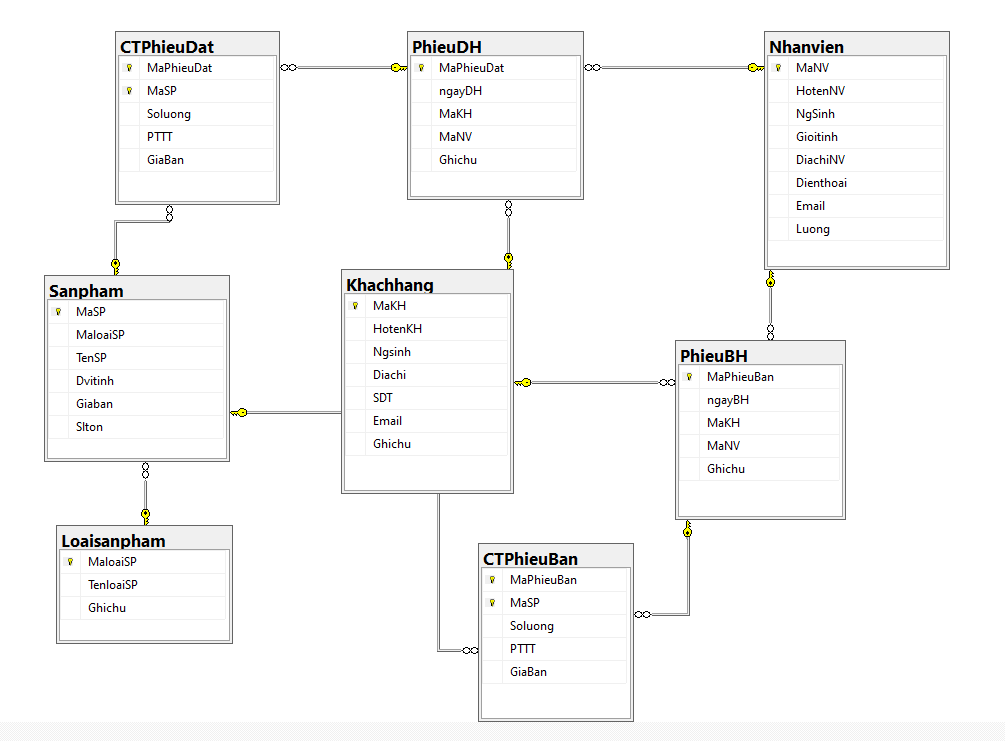 CTPhieuDat
MaPhieuDat
MaSP
Soluong
PTTT
GiaBan
PhieuDH
MaPhieuDat
ngayDH
MaKH
MaNV
Ghichu
Nhanvien
MaNV
HotenNV
NgSinh
Gioitinh
DiachiNV
Dienthoai
Email
Luong
Sanpham
MaSP
MaloaiSP
TenSP
Dvitinh
Giaban
Slton
Khachhang
MaKH
HotenKH
Ngsinh
Diachi
SDT
Email
Ghichu
PhieuBH
MaPhieuBan
ngayBH
MaKH
MaNV
Ghichu
Loaisanpham
MaloaiSP
TenloaiSP
Ghichu
CTPhieuBan
MaPhieuBan
MaSP
Soluong
PTTT
GiaBan